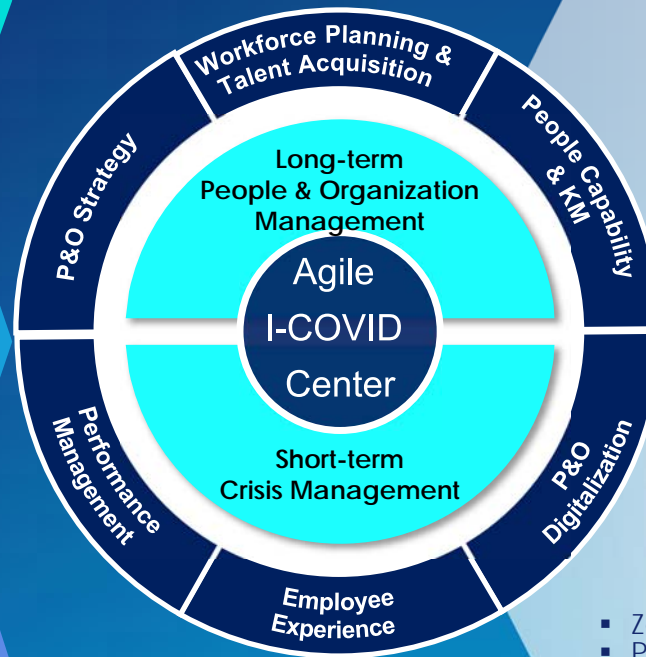 Workforce Planning &
Talent Acquisition
P&O Strategy
People Capability
& KM
Long-term
People & Organization
Management
Agile
I-COVID
Center
Short-term
Crisis Management
Performance
Management
P&O
Digitalization
Employee
Experience